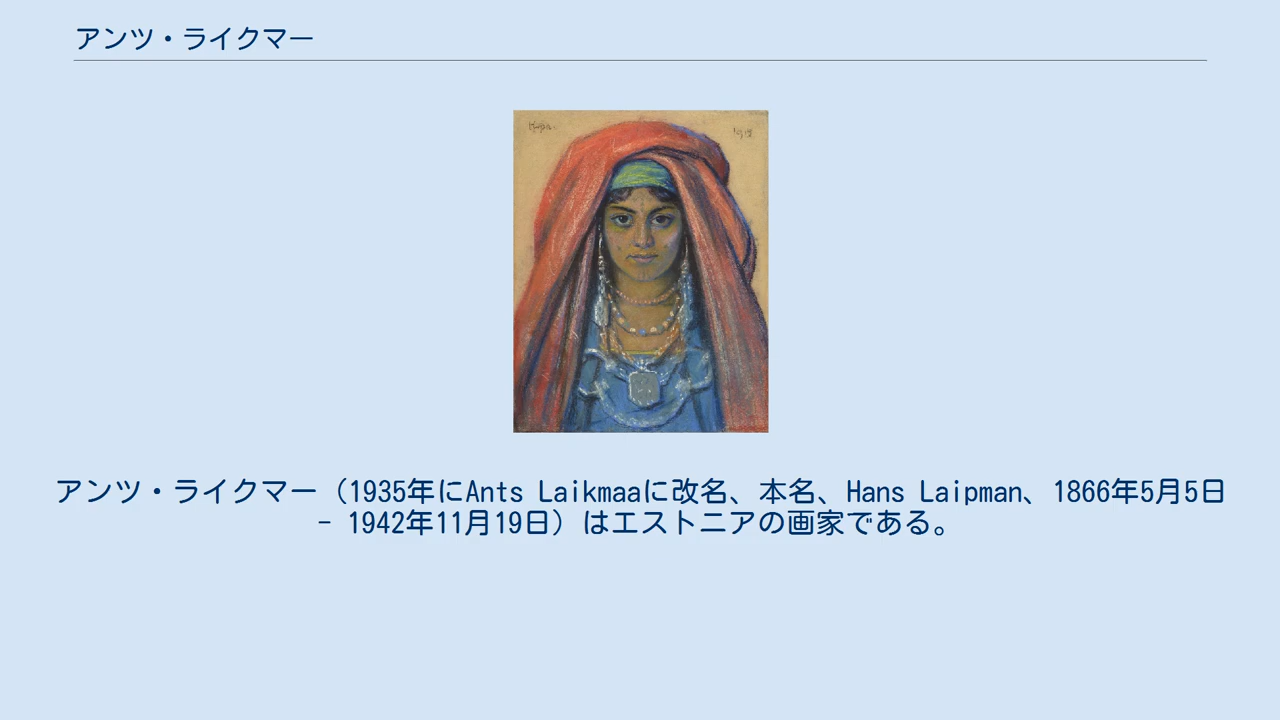 アンツ・ライクマー
アンツ・ライクマー（1935年にAnts Laikmaaに改名、本名、Hans Laipman、1866年5月5日
- 1942年11月19日）はエストニアの画家である。